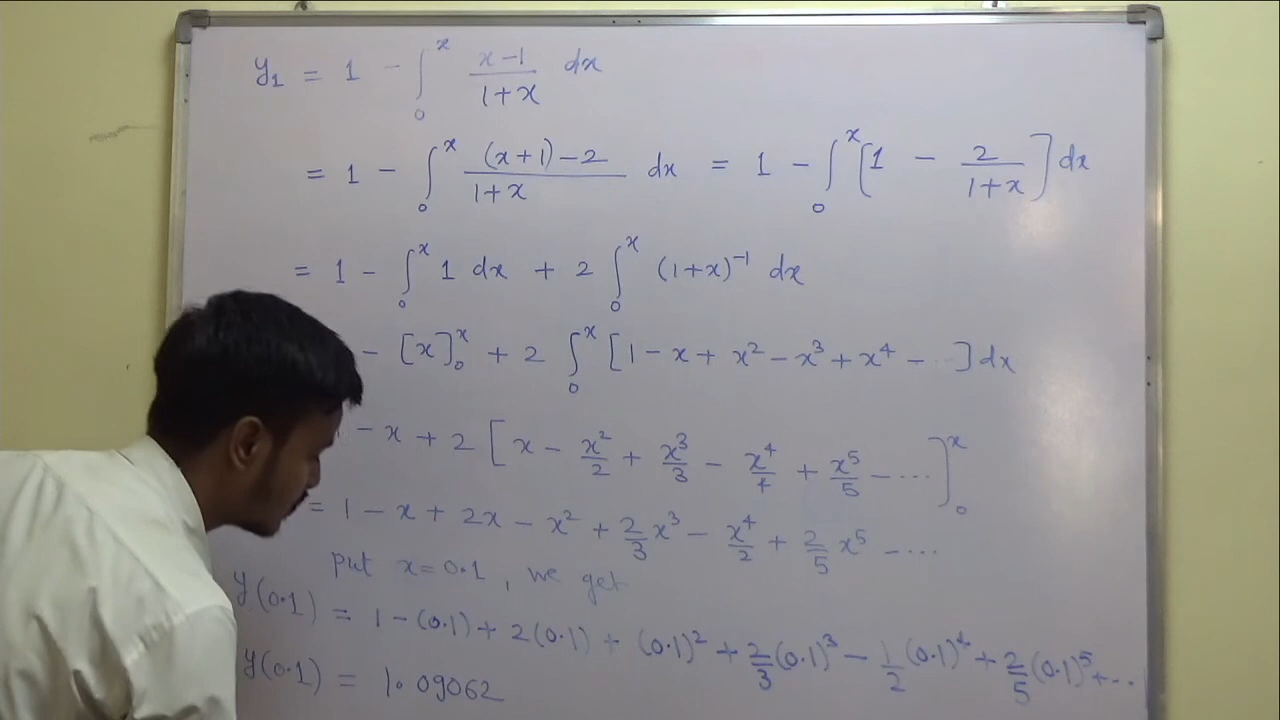 y₁ = 1 - ∫₀ˣ (x-1)/(1+x) dx
= 1 - ∫₀ˣ ((x+1)-2)/(1+x) dx = 1 - ∫₀ˣ [1 - 2/(1+x)] dx
= 1 - ∫₀ˣ 1 dx + 2 ∫₀ˣ (1+x)⁻¹ dx
- [x]₀ˣ + 2 ∫₀ˣ [1 - x + x² - x³ + x⁴ - ...] dx
- x + 2 [x - x²/2 + x³/3 - x⁴/4 + x⁵/5 - ....]₀ˣ
= 1 - x + 2x - x² + 2/3 x³ - x⁴/2 + 2/5 x⁵ - ....
put x = 0.1, we get
y(0.1) = 1 - (0.1) + 2(0.1) + (0.1)² + 2/3 (0.1)³ - 1/2 (0.1)⁴ + 2/5 (0.1)⁵ + ...
y(0.1) = 1.09062